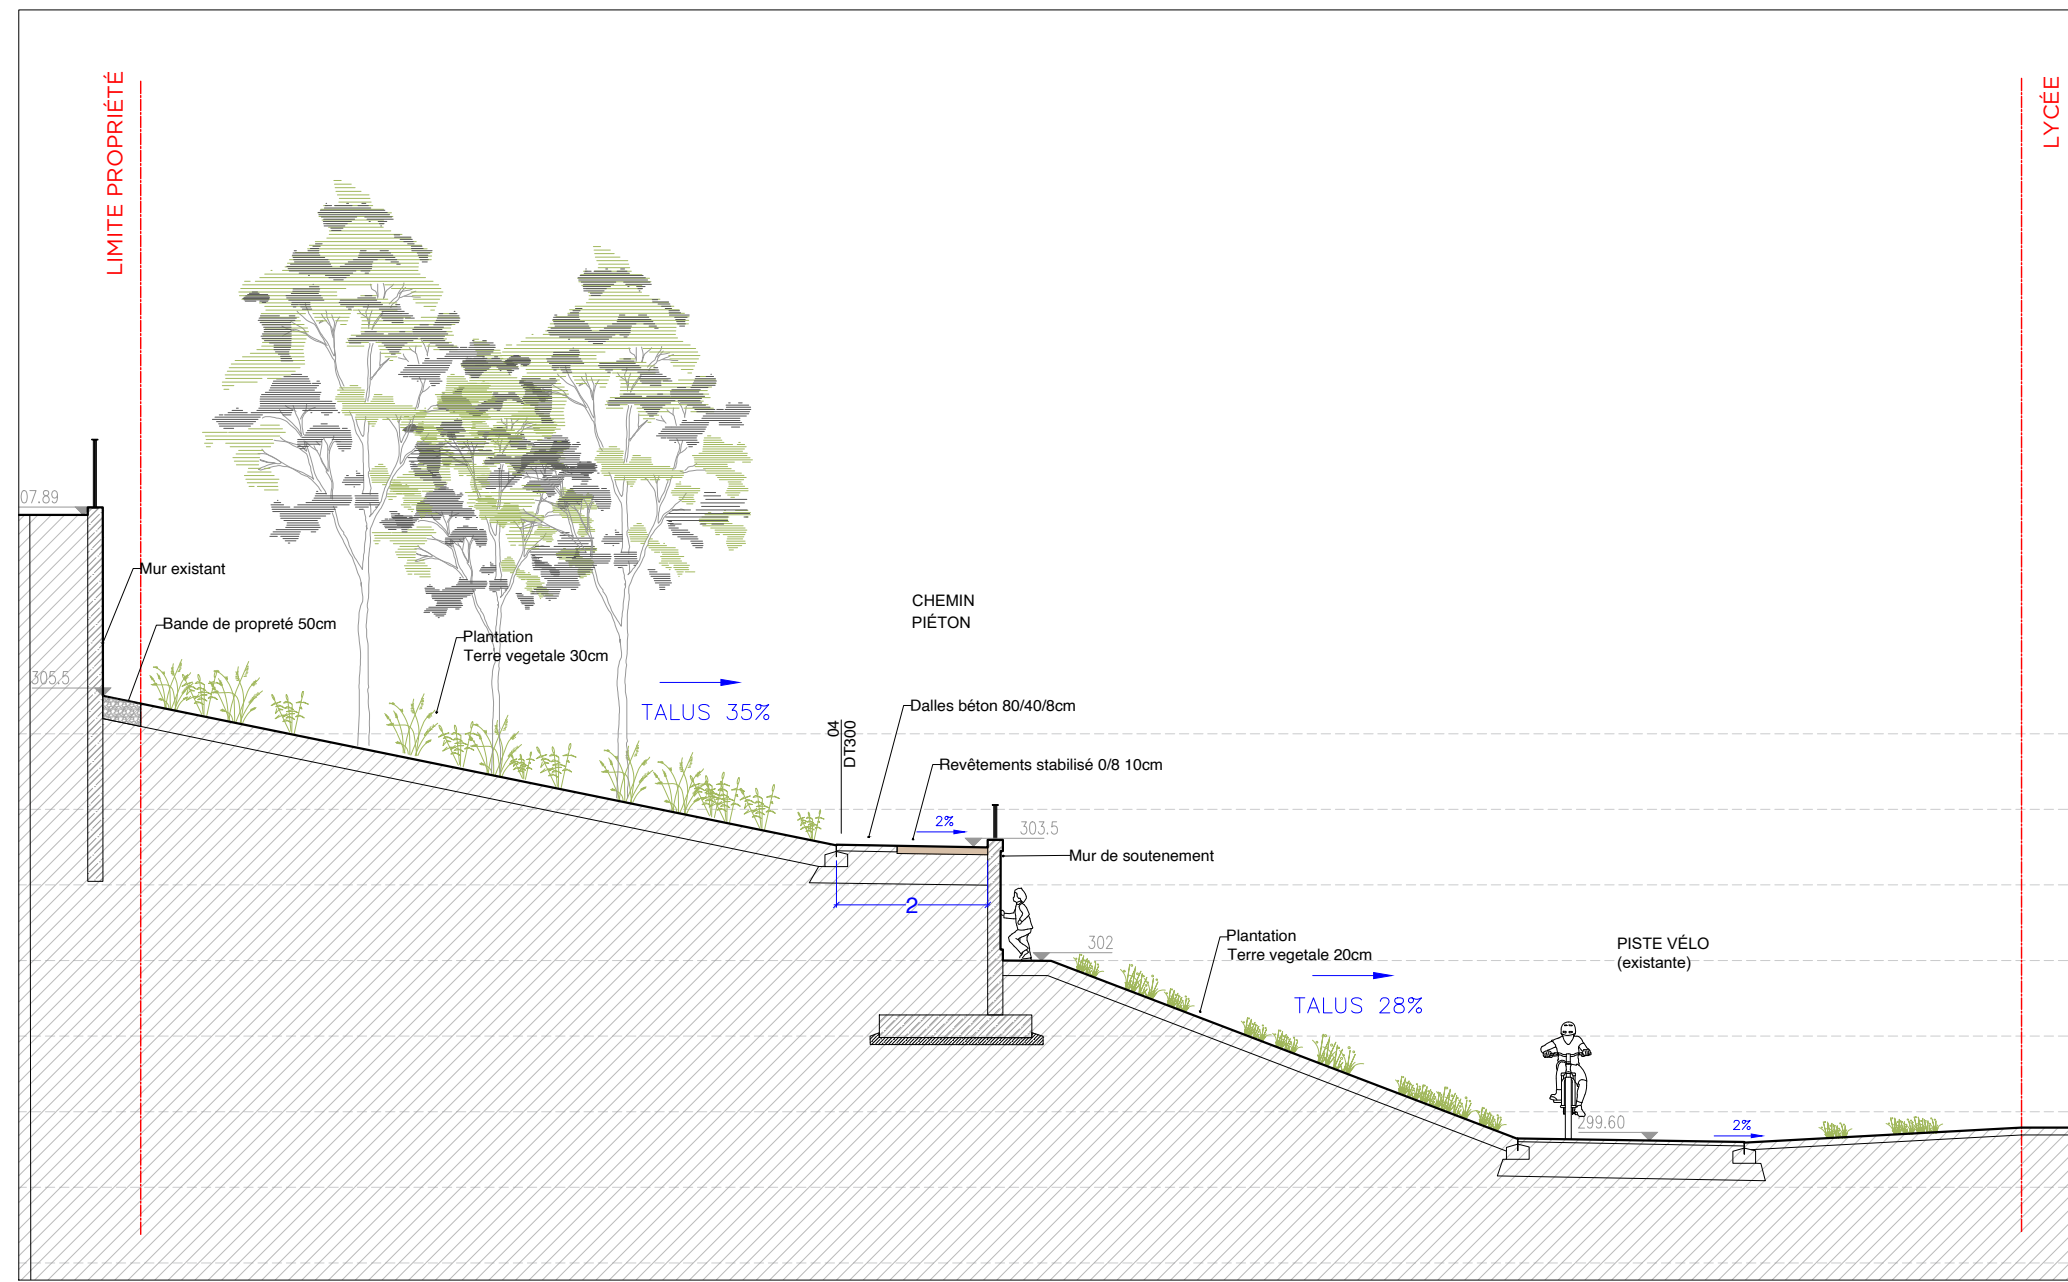 LIMITE PROPRIÉTÉ
LYCÉE
07.89
Mur existant
Bande de propreté 50cm
305.5
Plantation
Terre vegetale 30cm
TALUS 35%
CHEMIN
PIÉTON
Dalles béton 80/40/8cm
04
DT300
Revêtements stabilisé 0/8 10cm
2%
303.5
Mur de soutenement
2
302
Plantation
Terre vegetale 20cm
TALUS 28%
PISTE VÉLO
(existante)
299.60
2%